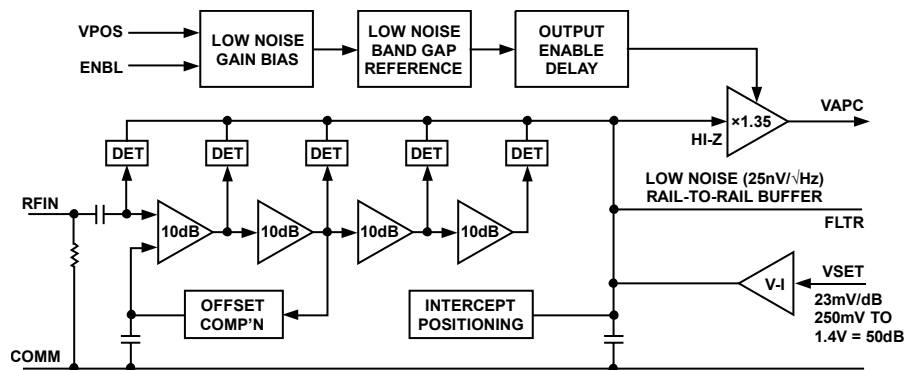 VPOS
ENBL
LOW NOISE
GAIN BIAS
LOW NOISE
BAND GAP
REFERENCE
OUTPUT
ENABLE
DELAY
×1.35
VAPC
HI-Z
DET
DET
DET
DET
DET
LOW NOISE (25nV/√Hz)
RAIL-TO-RAIL BUFFER
RFIN
FLTR
10dB
10dB
10dB
10dB
V-I
VSET
23mV/dB
250mV TO
1.4V = 50dB
OFFSET
COMP'N
INTERCEPT
POSITIONING
COMM